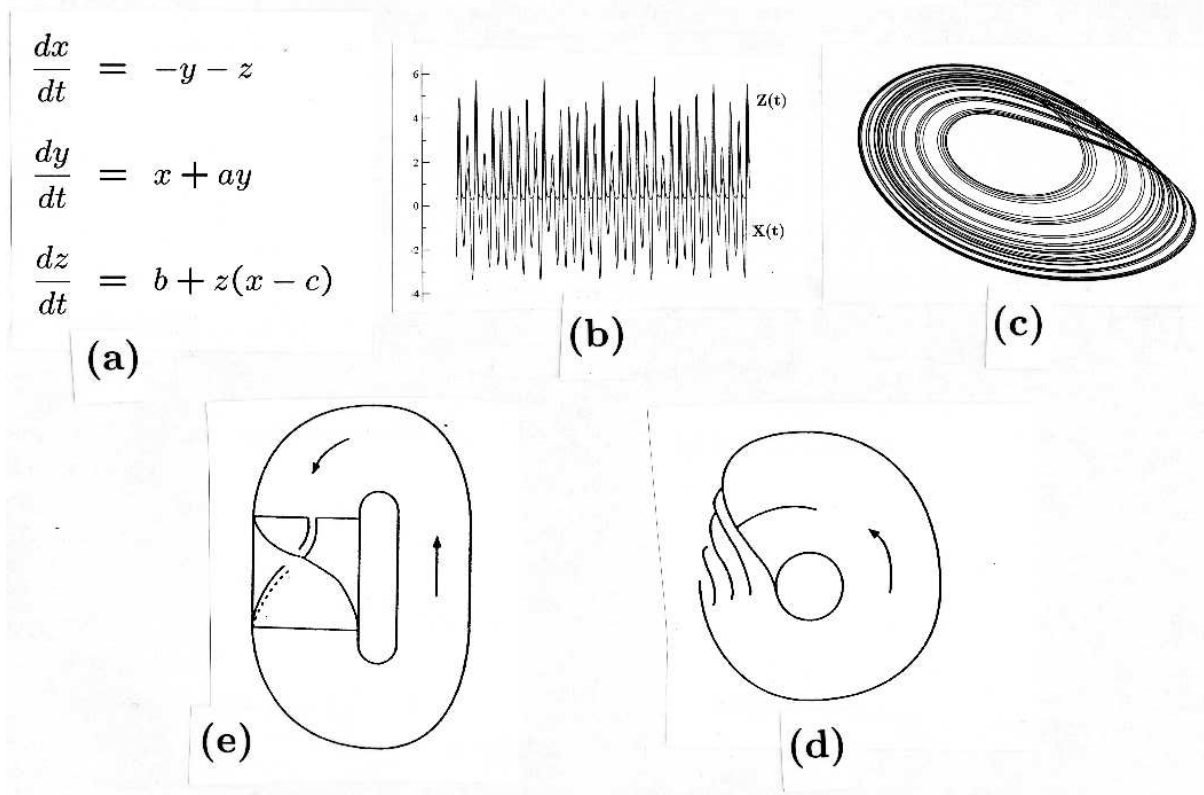 dx/dt = -y - z
dy/dt = x + ay
dz/dt = b + z(x - c)
(a)
6
4
2
0
-2
-4
Z(t)
X(t)
(b)
(c)
(e)
(d)